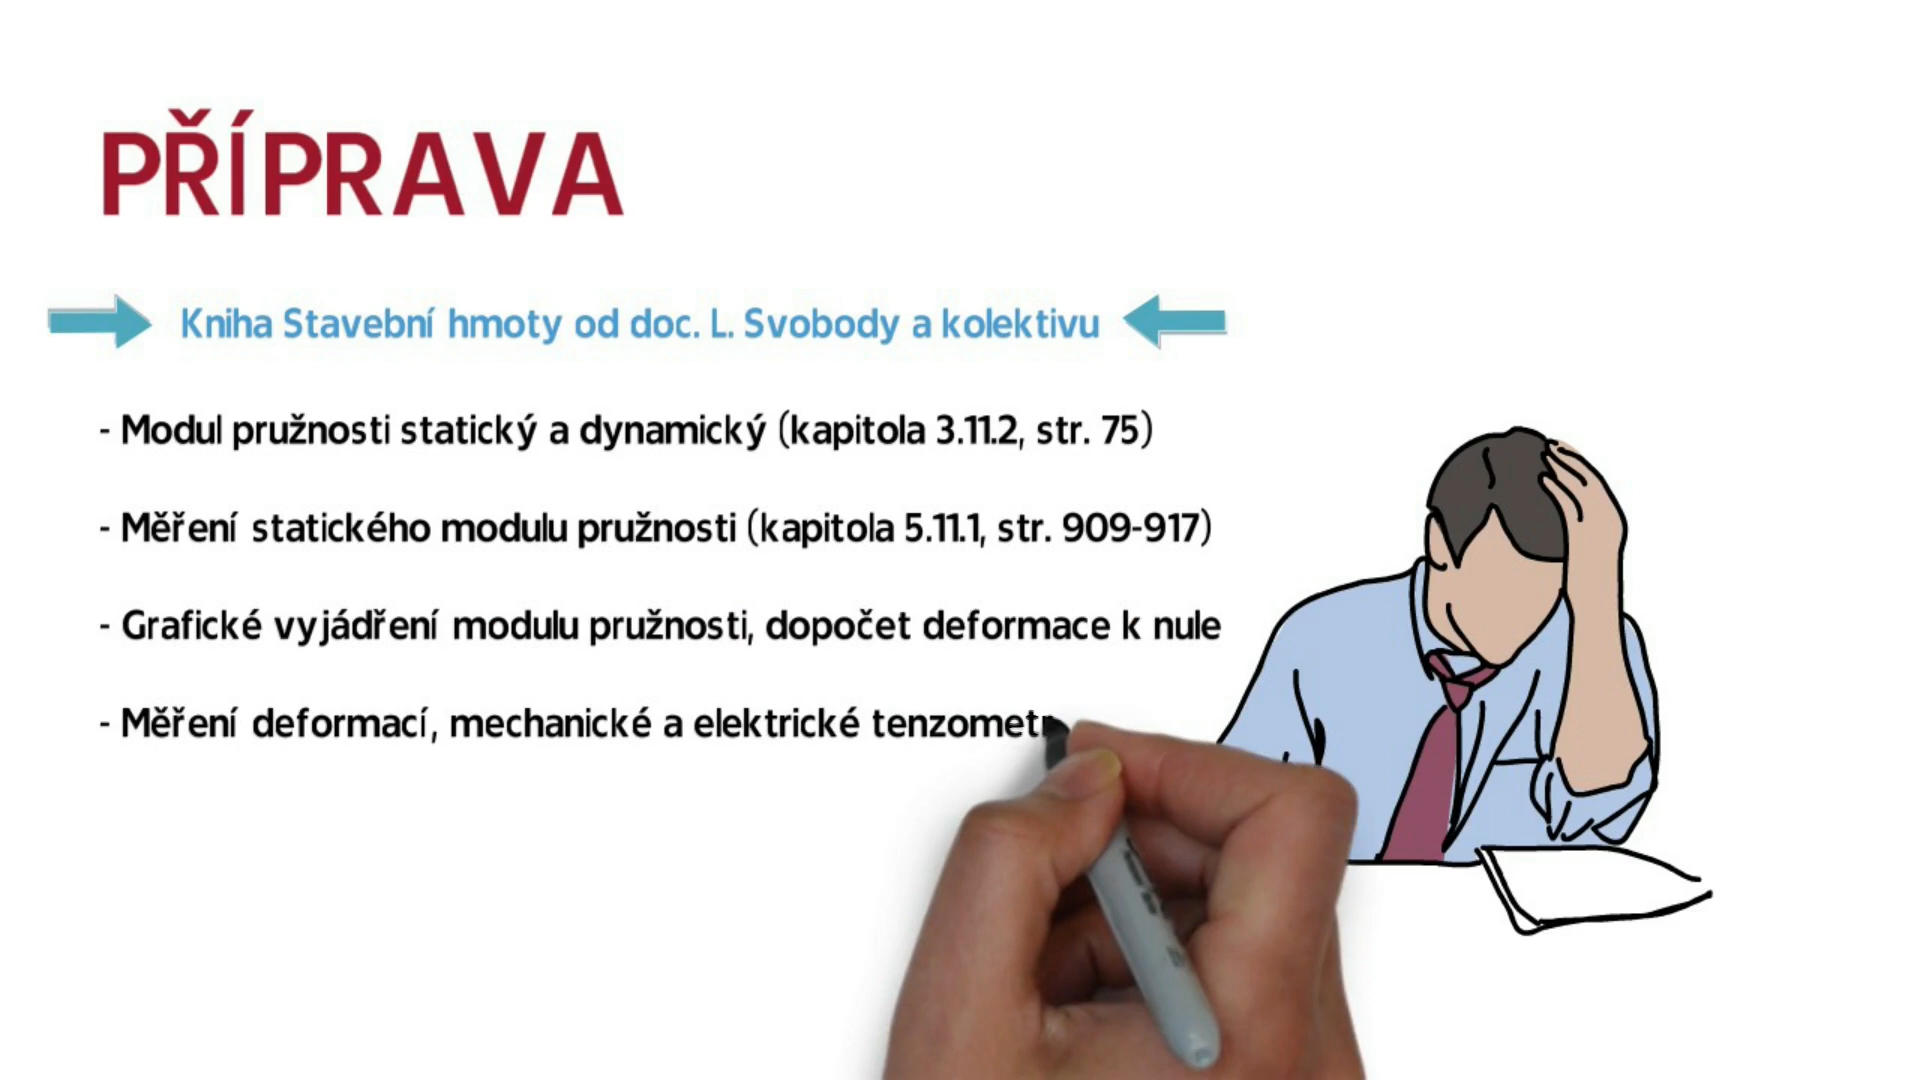 PŘÍPRAVA
Kniha Stavební hmoty od doc. L. Svobody a kolektivu
- Modul pružnosti statický a dynamický (kapitola 3.11.2, str. 75)
- Měření statického modulu pružnosti (kapitola 5.11.1, str. 909-917)
- Grafické vyjádření modulu pružnosti, dopočet deformace k nule
- Měření deformací, mechanické a elektrické tenzometr